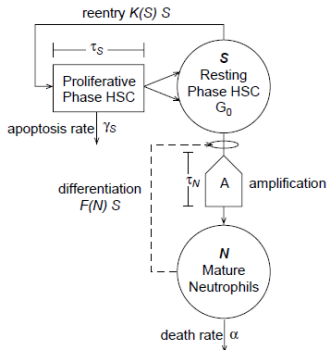 reentry K(S) S
τS
S
Resting
Phase HSC
G0
Proliferative
Phase HSC
apoptosis rate γS
differentiation
F(N) S
τN
A
amplification
N
Mature
Neutrophils
death rate α